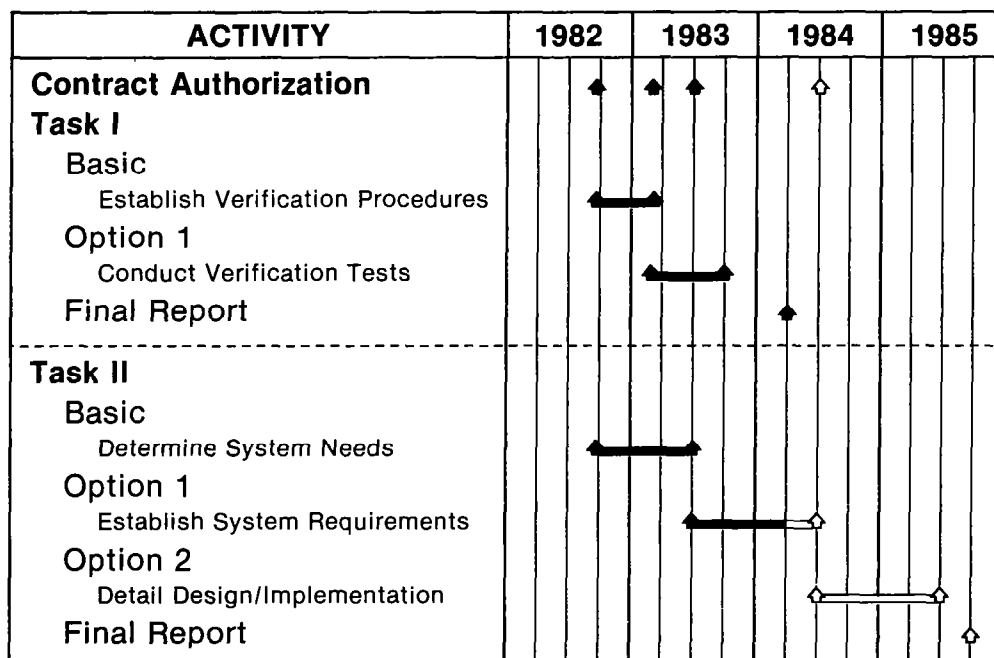 ACTIVITY 1982 1983 1984 1985
Contract Authorization
Task I
Basic
Establish Verification Procedures
Option 1
Conduct Verification Tests
Final Report
Task II
Basic
Determine System Needs
Option 1
Establish System Requirements
Option 2
Detail Design/Implementation
Final Report